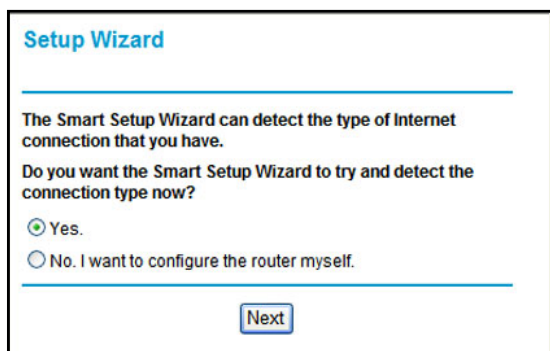 Setup Wizard
The Smart Setup Wizard can detect the type of Internet
connection that you have.
Do you want the Smart Setup Wizard to try and detect the
connection type now?
Yes.
No. I want to configure the router myself.
Next